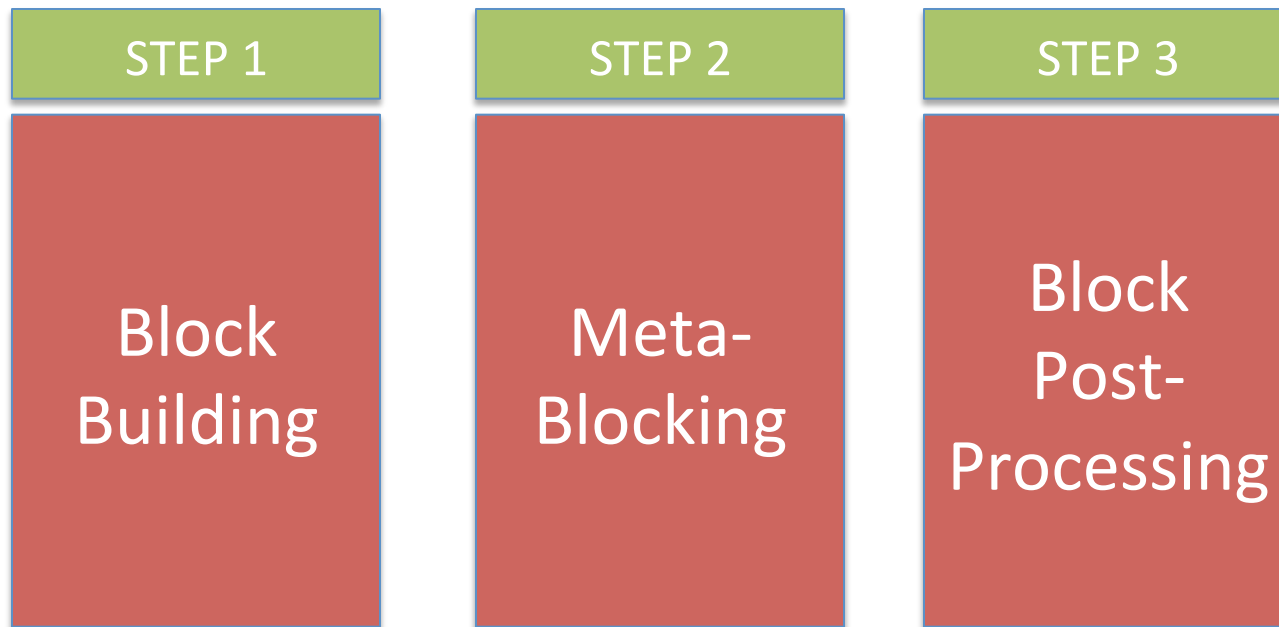 STEP 1
STEP 2
STEP 3
Block
Building
Meta-
Blocking
Block
Post-
Processing